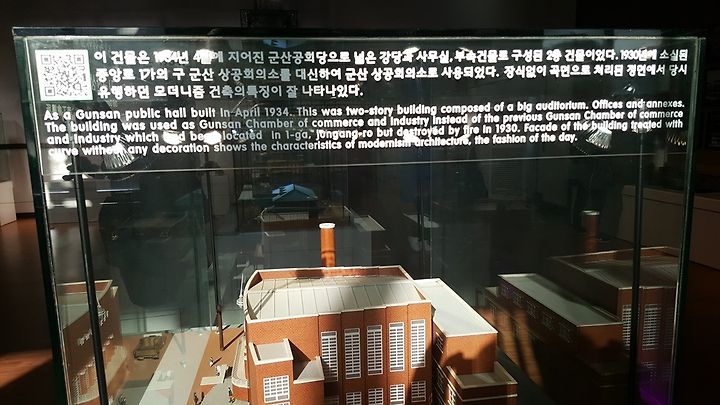 이 건물은 1934년 4월에 지어진 군산공회당으로 넓은 강당과 사무실, 부속건물로 구성된 2층 건물이었다. 1930년에 소실된
중앙로 1가의 구 군산 상공회의소를 대신하여 군산 상공회의소로 사용되었다. 장식없이 곡면으로 처리된 정면에서 당시
유행하던 모더니즘 건축의특징이 잘 나타나있다.
As a Gunsan public hall built in April 1934. This was two-story building composed of a big auditorium. Offices and annexes.
The building was used as Gunsan Chamber of commerce and industry instead of the previous Gunsan Chamber of commerce
and industry which had been located in 1-ga, jungang-ro but destroyed by fire in 1930. Facade of the building treated with
curve without any decoration shows the characteristics of modernism architecture, the fashion of the day.